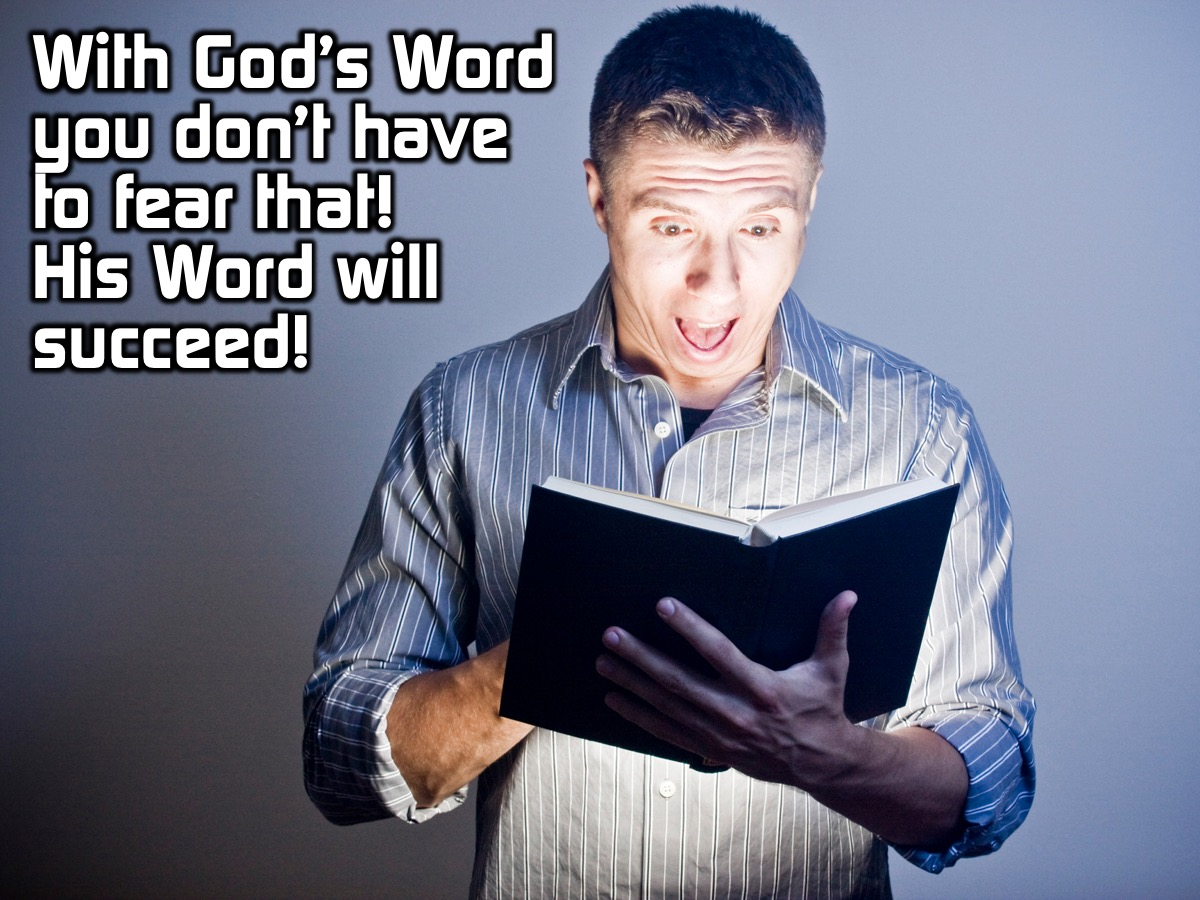 With God's Word
you don't have
to fear that!
His Word will
succeed!